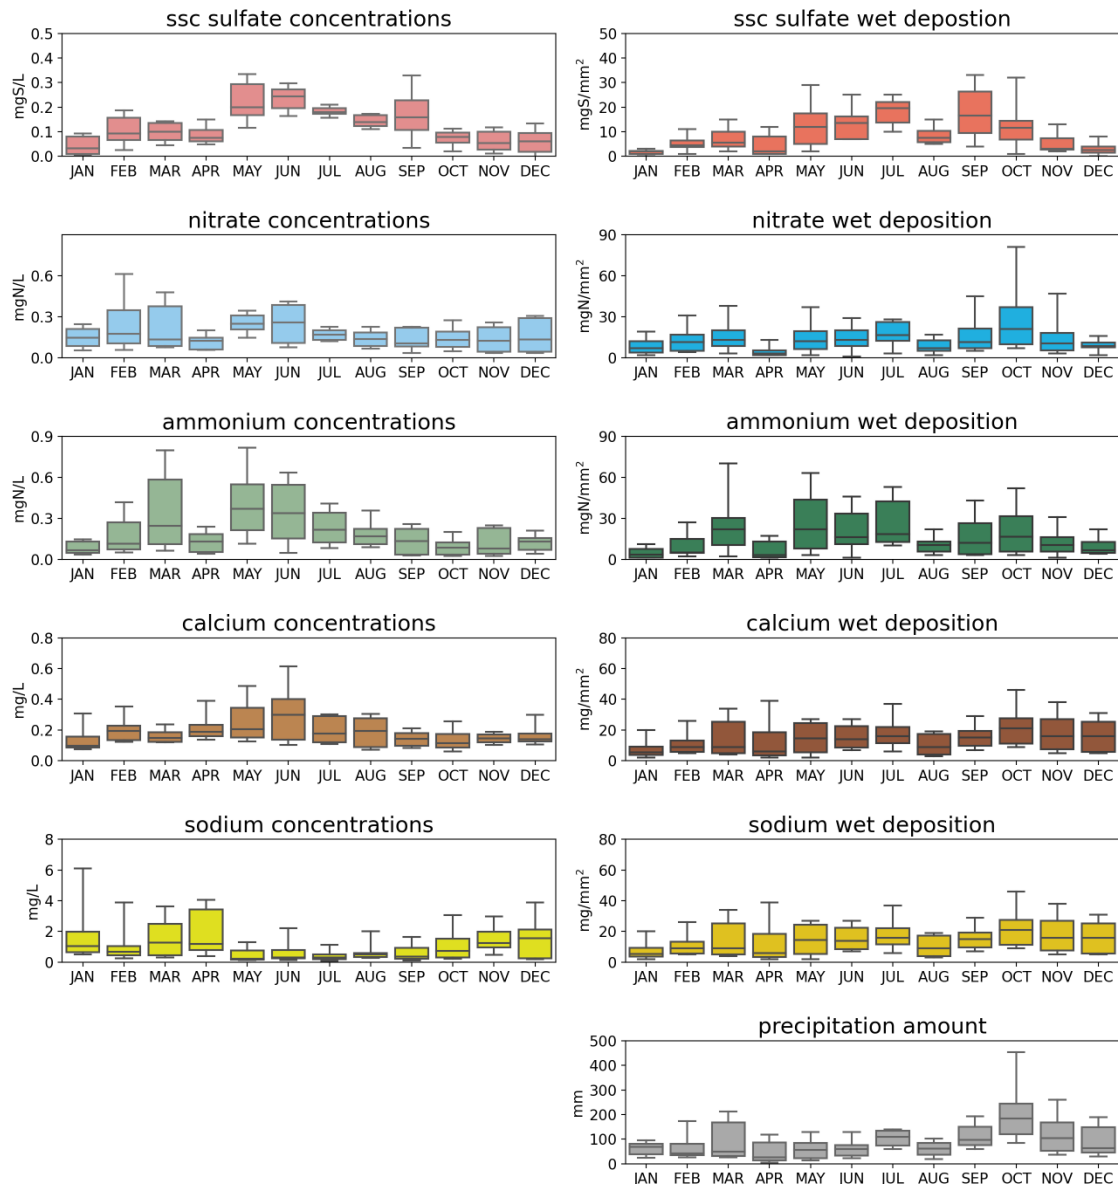 ssc sulfate concentrations
mgS/L
0.5
0.4
0.3
0.2
0.1
0.0
JAN FEB MAR APR MAY JUN JUL AUG SEP OCT NOV DEC
ssc sulfate wet depostion
mgS/mm²
50
40
30
20
10
0
JAN FEB MAR APR MAY JUN JUL AUG SEP OCT NOV DEC
nitrate concentrations
mgN/L
0.6
0.3
0.0
JAN FEB MAR APR MAY JUN JUL AUG SEP OCT NOV DEC
nitrate wet deposition
mgN/mm²
90
60
30
0
JAN FEB MAR APR MAY JUN JUL AUG SEP OCT NOV DEC
ammonium concentrations
mgN/L
0.9
0.6
0.3
0.0
JAN FEB MAR APR MAY JUN JUL AUG SEP OCT NOV DEC
ammonium wet deposition
mgN/mm²
90
60
30
0
JAN FEB MAR APR MAY JUN JUL AUG SEP OCT NOV DEC
calcium concentrations
mg/L
0.8
0.6
0.4
0.2
0.0
JAN FEB MAR APR MAY JUN JUL AUG SEP OCT NOV DEC
calcium wet deposition
mg/mm²
80
60
40
20
0
JAN FEB MAR APR MAY JUN JUL AUG SEP OCT NOV DEC
sodium concentrations
mg/L
8
6
4
2
0
JAN FEB MAR APR MAY JUN JUL AUG SEP OCT NOV DEC
sodium wet deposition
mg/mm²
80
60
40
20
0
JAN FEB MAR APR MAY JUN JUL AUG SEP OCT NOV DEC
precipitation amount
mm
500
400
300
200
100
0
JAN FEB MAR APR MAY JUN JUL AUG SEP OCT NOV DEC